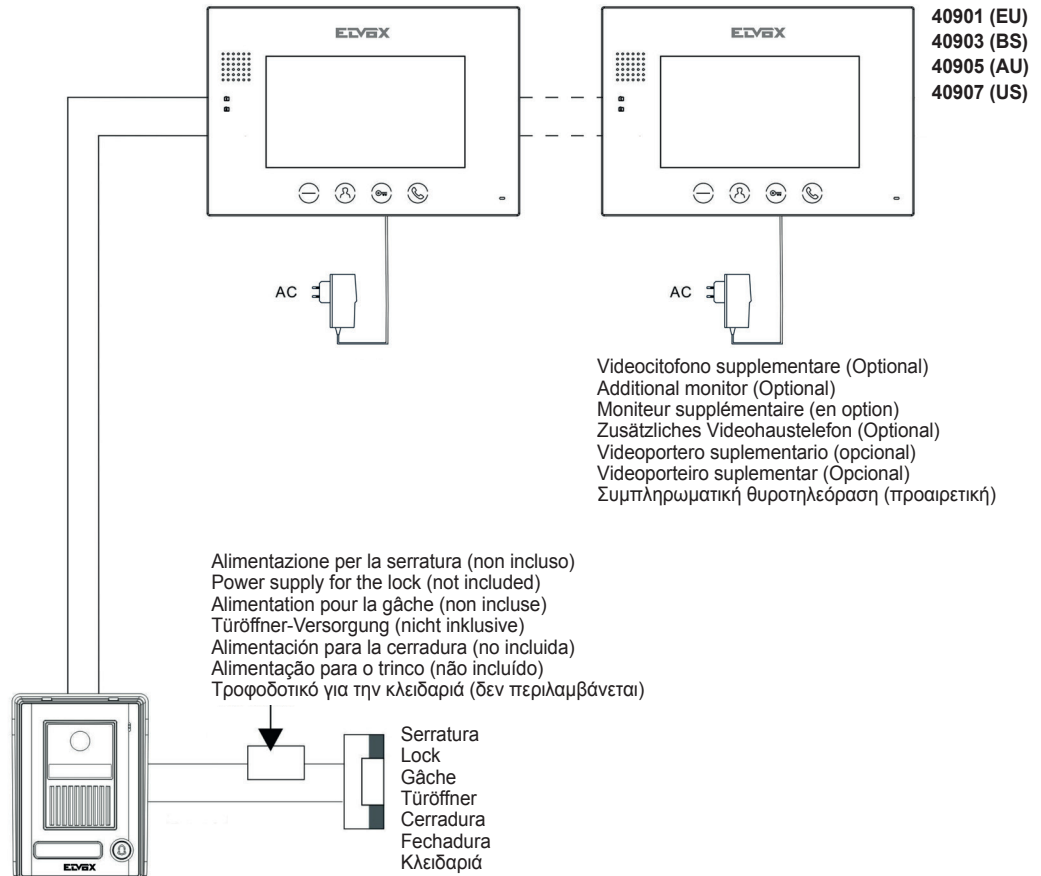 ELVOX
ELVOX
40901 (EU)
40903 (BS)
40905 (AU)
40907 (US)
AC
AC
Videocitofono supplementare (Optional)
Additional monitor (Optional)
Moniteur supplémentaire (en option)
Zusätzliches Videohaustelefon (Optional)
Videoportero suplementario (opcional)
Videoporteiro suplementar (Opcional)
Συμπληρωματική θυροτηλεόραση (προαιρετική)
Alimentazione per la serratura (non incluso)
Power supply for the lock (not included)
Alimentation pour la gâche (non incluse)
Türöffner-Versorgung (nicht inklusive)
Alimentación para la cerradura (no incluida)
Alimentação para o trinco (não incluído)
Τροφοδοτικό για την κλειδαριά (δεν περιλαμβάνεται)
Serratura
Lock
Gâche
Türöffner
Cerradura
Fechadura
Κλειδαριά
ELVOX